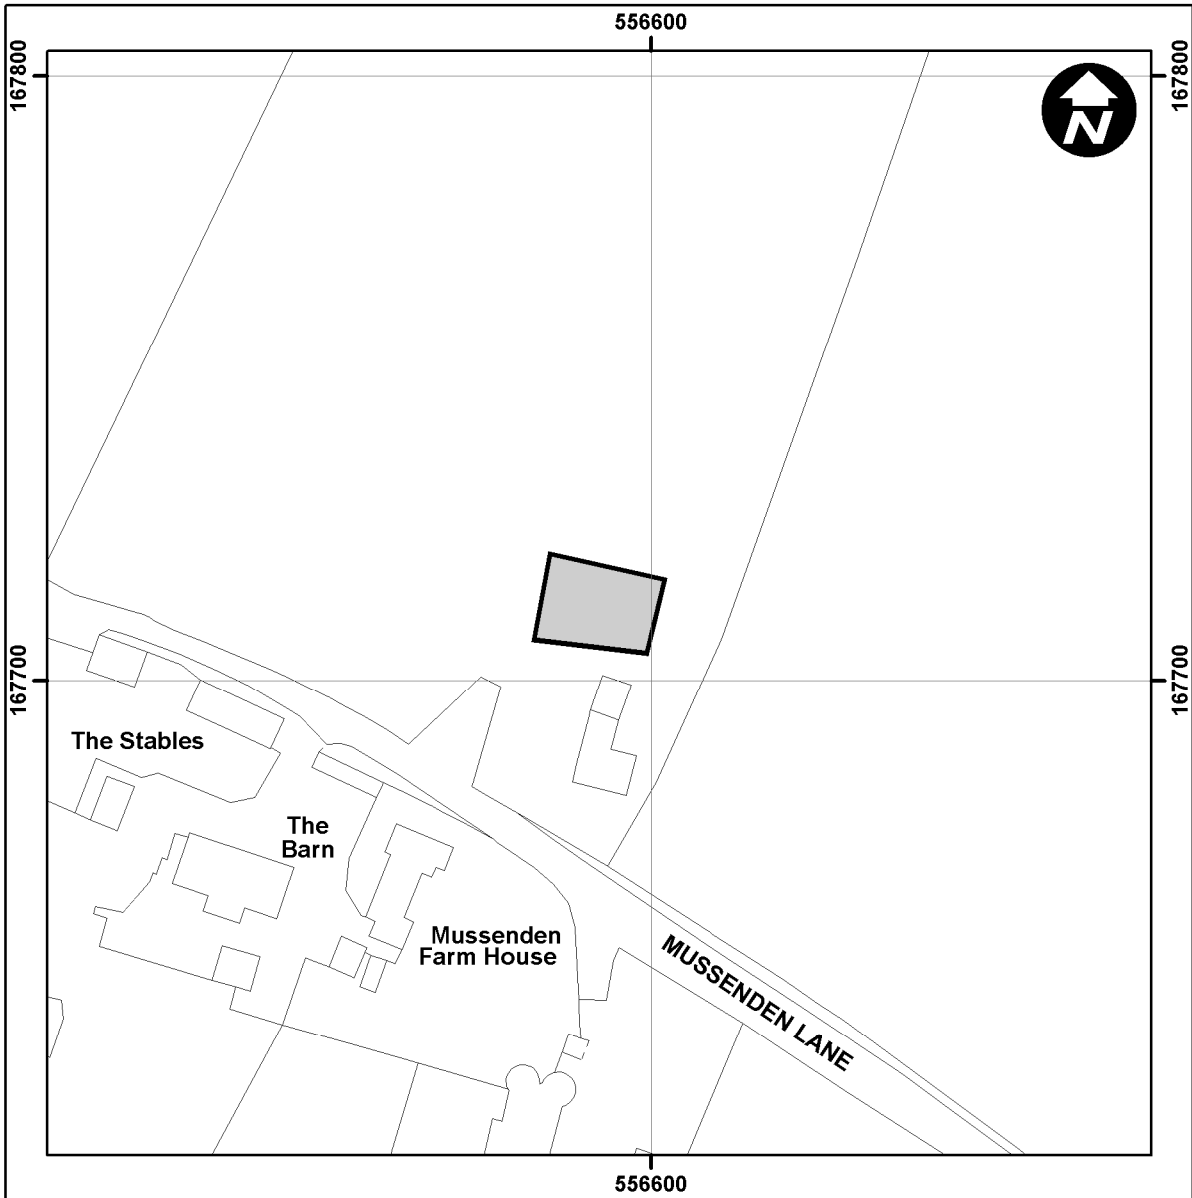 556600
167800
167800
N
167700
167700
The Stables
The
Barn
Mussenden
Farm House
MUSSENDEN LANE
556600